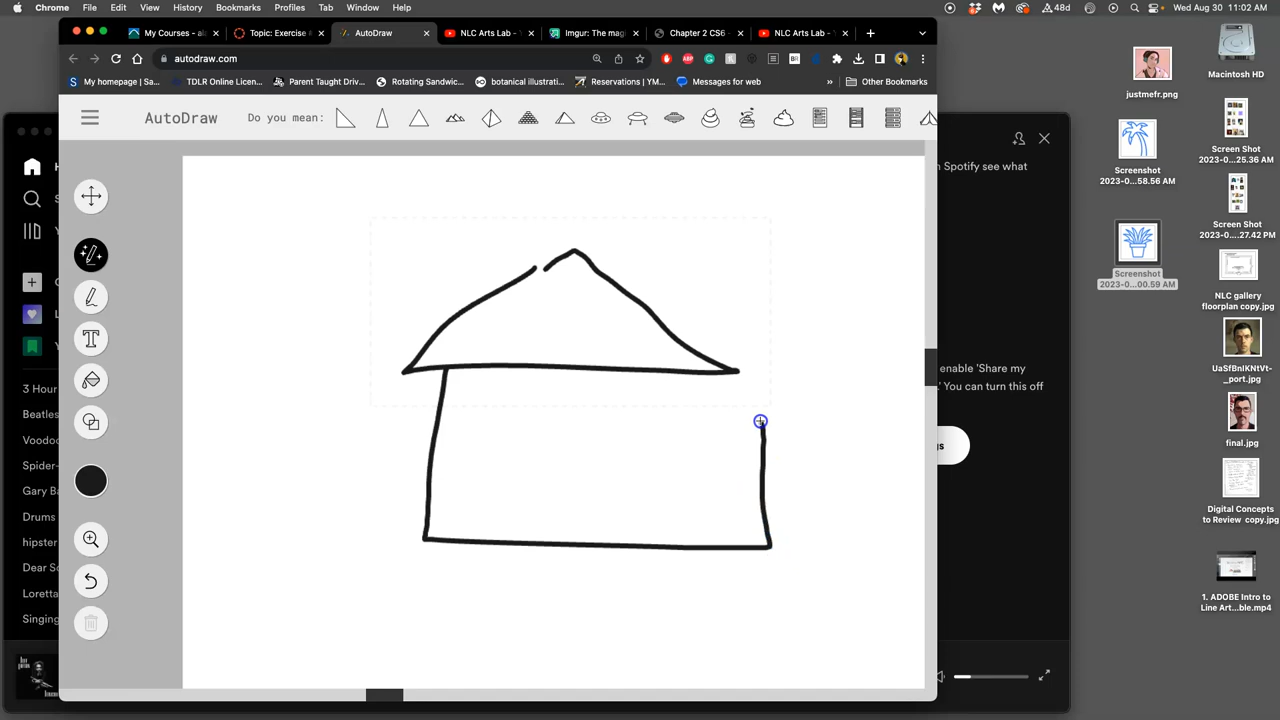 Chrome File Edit View History Bookmarks Profiles Tab Window Help 48d Wed Aug 30 11:02 AM
My Courses - al Topic: Exercise & AutoDraw NLC Arts Lab - Y Imgur: The mag Chapter 2 CS6 - NLC Arts Lab - Y
autodraw.com
My homepage | Sa... TDLR Online Licen... Parent Taught Driv... Rotating Sandwic... botanical illustrati... Reservations | YM... Messages for web » Other Bookmarks
AutoDraw Do you mean:
n Spotify see what
enable 'Share my
You can turn this off
gs
3 Hour
Beatles
Voodoo
Spider-
Gary Ba
Drums
hipster
Dear So
Loretta
Singing
justmefr.png
Screenshot
2023-0...58.56 AM
Screenshot
2023-0...00.59 AM
Macintosh HD
Screen Shot
2023-0...25.36 AM
Screen Shot
2023-0...27.42 PM
NLC gallery
floorplan copy.jpg
UaSfBnIKNtVt-
_port.jpg
final.jpg
Digital Concepts
to Review copy.jpg
1. ADOBE Intro to
Line Art...ble.mp4